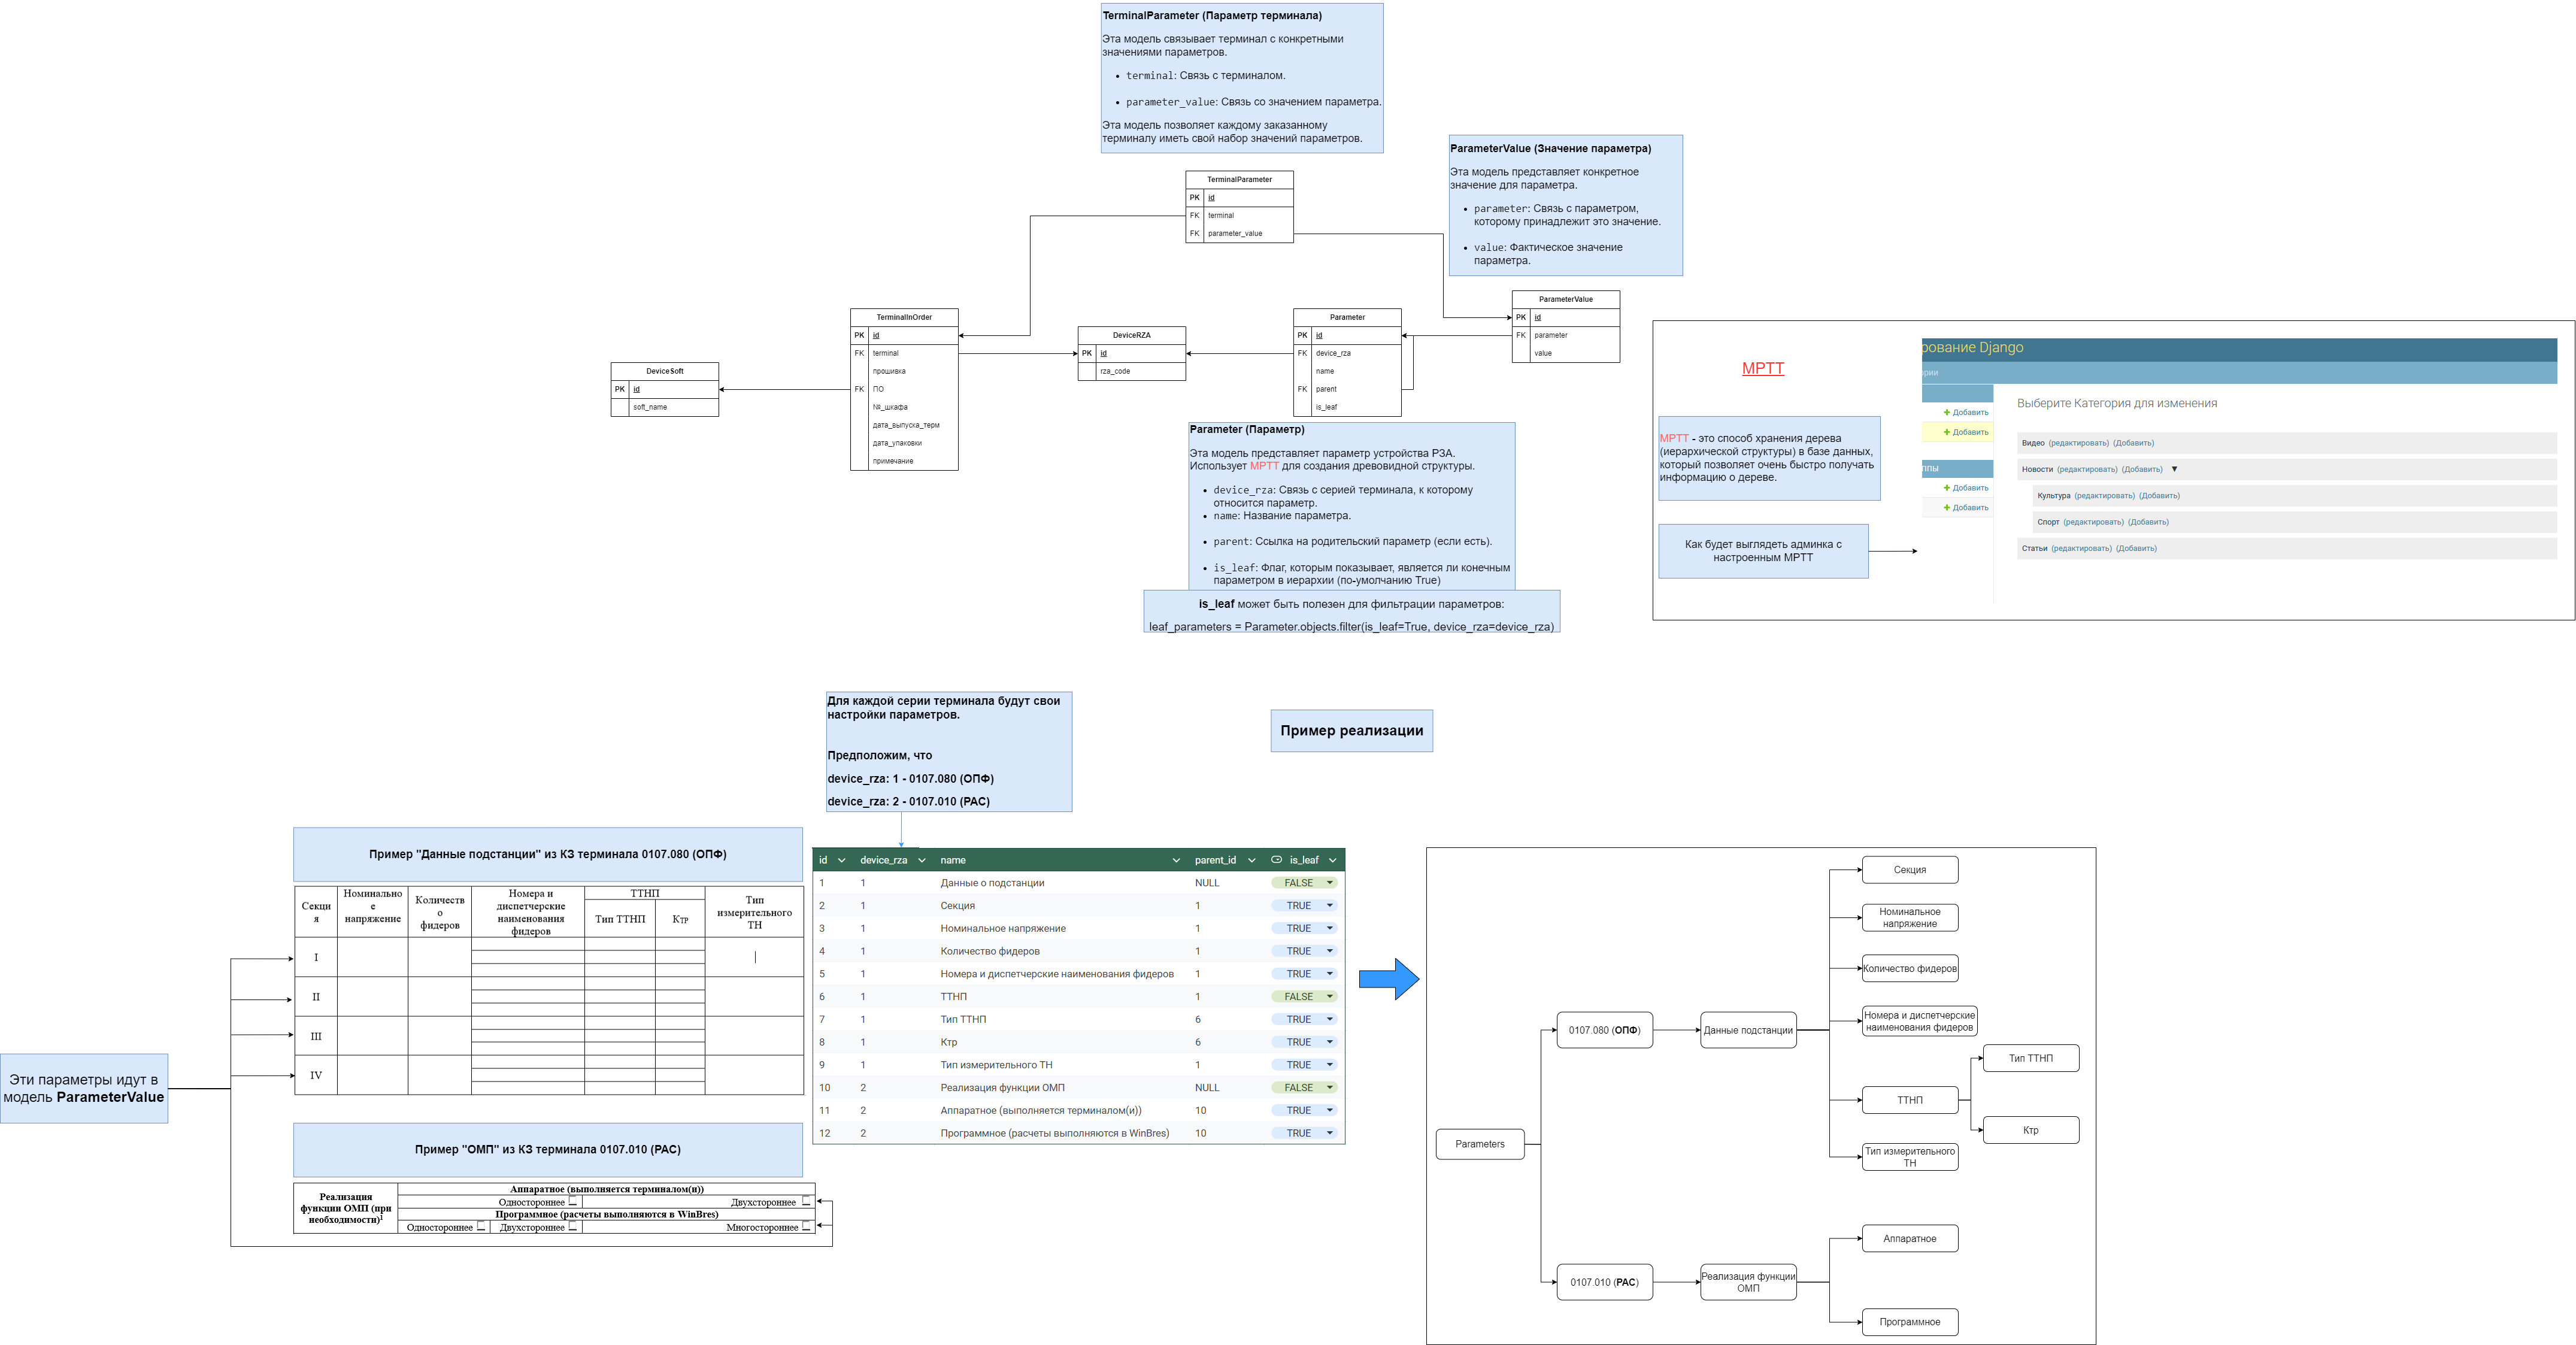 TerminalParameter (Параметр терминала)
Эта модель связывает терминал с конкретными
значениями параметров.
• terminal: Связь с терминалом.
• parameter_value: Связь со значением параметра.
Эта модель позволяет каждому заказанному
терминалу иметь свой набор значений параметров.
ParameterValue (Значение параметра)
Эта модель представляет конкретное
значение для параметра.
• parameter: Связь с параметром,
которому принадлежит это значение.
• value: Фактическое значение
параметра.
TerminalParameter
PK id
FK terminal
FK parameter_value
DeviceSoft
PK id
soft_name
TerminalInOrder
PK id
FK terminal
прошивка
FK ПО
№_шкафа
дата_выпуска_терм
дата_упаковки
примечание
DeviceRZA
PK id
rza_code
Parameter
PK id
FK device_rza
name
FK parent
is_leaf
ParameterValue
PK id
FK parameter
value
Parameter (Параметр)
Эта модель представляет параметр устройства РЗА.
Использует MPTT для создания древовидной структуры.
• device_rza: Связь с серией терминала, к которому
относится параметр.
• name: Название параметра.
• parent: Ссылка на родительский параметр (если есть).
• is_leaf: Флаг, которым показывает, является ли конечным
параметром в иерархии (по-умолчанию True)
is_leaf может быть полезен для фильтрации параметров:
leaf_parameters = Parameter.objects.filter(is_leaf=True, device_rza=device_rza)
MPTT
MPTT - это способ хранения дерева
(иерархической структуры) в базе данных,
который позволяет очень быстро получать
информацию о дереве.
Как будет выглядеть админка с
настроенным MPTT
рование Django
рии
+ Добавить
+ Добавить
ппы
+ Добавить
+ Добавить
Выберите Категория для изменения
Видео (редактировать) (Добавить)
Новости (редактировать) (Добавить) ▼
Культура (редактировать) (Добавить)
Спорт (редактировать) (Добавить)
Статьи (редактировать) (Добавить)
Для каждой серии терминала будут свои
настройки параметров.
Предположим, что
device_rza: 1 - 0107.080 (ОПФ)
device_rza: 2 - 0107.010 (РАС)
Пример реализации
Эти параметры идут в
модель ParameterValue
Пример "Данные подстанции" из КЗ терминала 0107.080 (ОПФ)
Секци
я
Номинально
е
напряжение
Количеств
о
фидеров
Номера и
диспетчерские
наименования
фидеров
ТТНП
Тип ТТНП
Ктр
Тип
измерительного
ТН
I
II
III
IV
Пример "ОМП" из КЗ терминала 0107.010 (РАС)
Реализация
функции ОМП (при
необходимости)¹
Аппаратное (выполняется терминалом(и))
Одностороннее Двухстороннее
Программное (расчеты выполняются в WinBres)
Одностороннее Двухстороннее Многостороннее
id device_rza name parent_id is_leaf
1 1 Данные о подстанции NULL FALSE
2 1 Секция 1 TRUE
3 1 Номинальное напряжение 1 TRUE
4 1 Количество фидеров 1 TRUE
5 1 Номера и диспетчерские наименования фидеров 1 TRUE
6 1 ТТНП 1 FALSE
7 1 Тип ТТНП 6 TRUE
8 1 Ктр 6 TRUE
9 1 Тип измерительного ТН 1 TRUE
10 2 Реализация функции ОМП NULL FALSE
11 2 Аппаратное (выполняется терминалом(и)) 10 TRUE
12 2 Программное (расчеты выполняются в WinBres) 10 TRUE
Parameters
0107.080 (ОПФ)
Данные подстанции
Секция
Номинальное
напряжение
Количество фидеров
Номера и диспетчерские
наименования фидеров
ТТНП
Тип ТТНП
Ктр
Тип измерительного
ТН
0107.010 (РАС)
Реализация функции
ОМП
Аппаратное
Программное